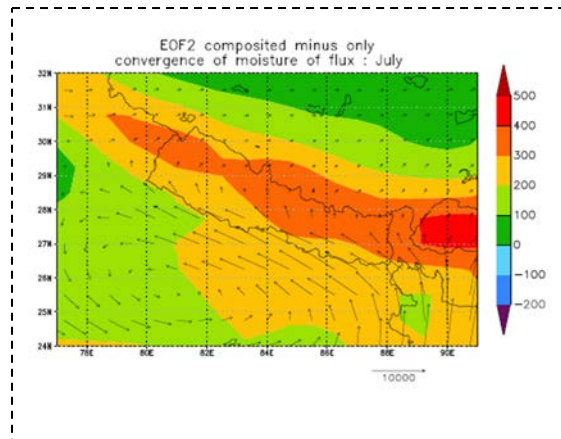 EOF2 composited minus only
convergence of moisture of flux : July
32N
31N
30N
29N
28N
27N
26N
25N
24N
78E
80E
82E
84E
86E
88E
90E
500
400
300
200
100
0
−100
−200
10000